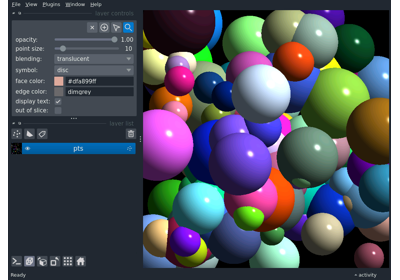 File View Plugins Window Help
layer controls
opacity: 1.00
point size: 10
blending: translucent
symbol: disc
face color: #dfa899ff
edge color: dimgrey
display text:
out of slice:
layer list
pts
Ready
activity